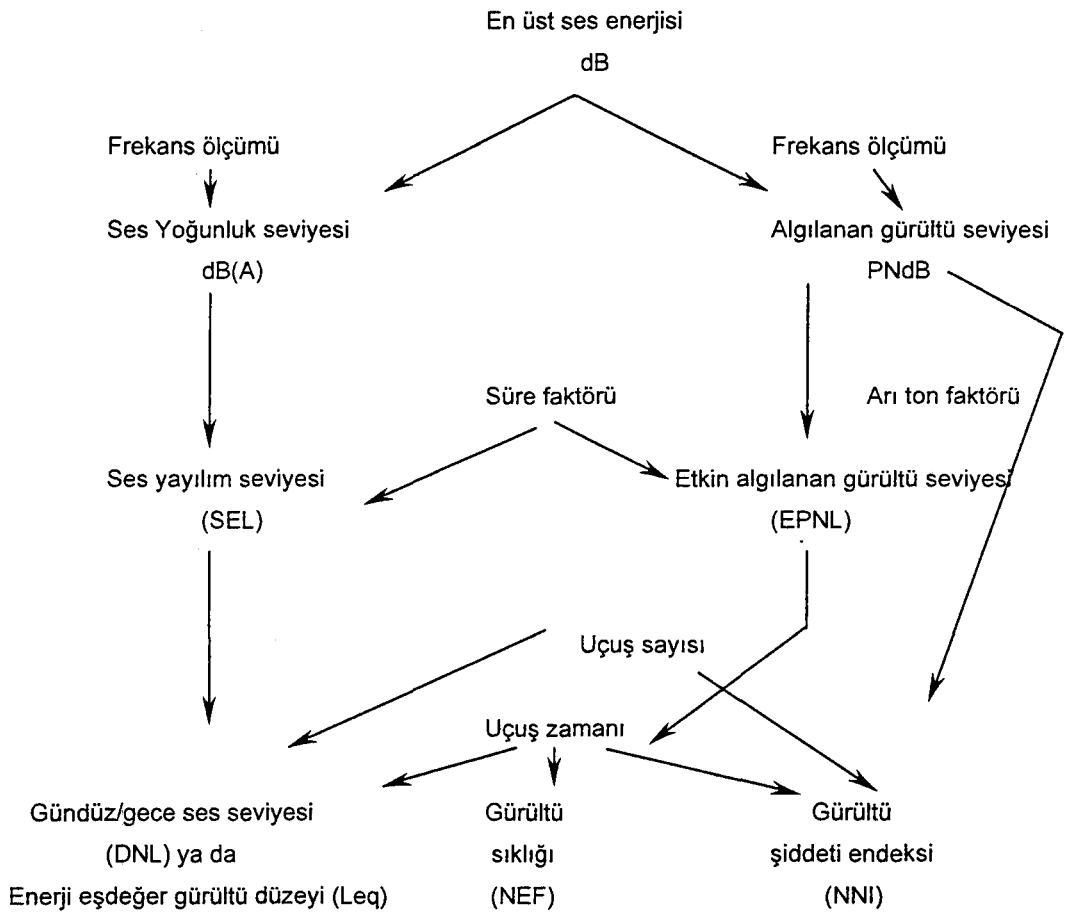 En üst ses enerjisi
dB
Frekans ölçümü
Frekans ölçümü
Ses Yoğunluk seviyesi
dB(A)
Algılanan gürültü seviyesi
PNdB
Süre faktörü
Arı ton faktörü
Ses yayılım seviyesi
(SEL)
Etkin algılanan gürültü seviyesi
(EPNL)
Uçuş sayısı
Uçuş zamanı
Gündüz/gece ses seviyesi
(DNL) ya da
Enerji eşdeğer gürültü düzeyi (Leq)
Gürültü
sıklığı
(NEF)
Gürültü
şiddeti endeksi
(NNI)